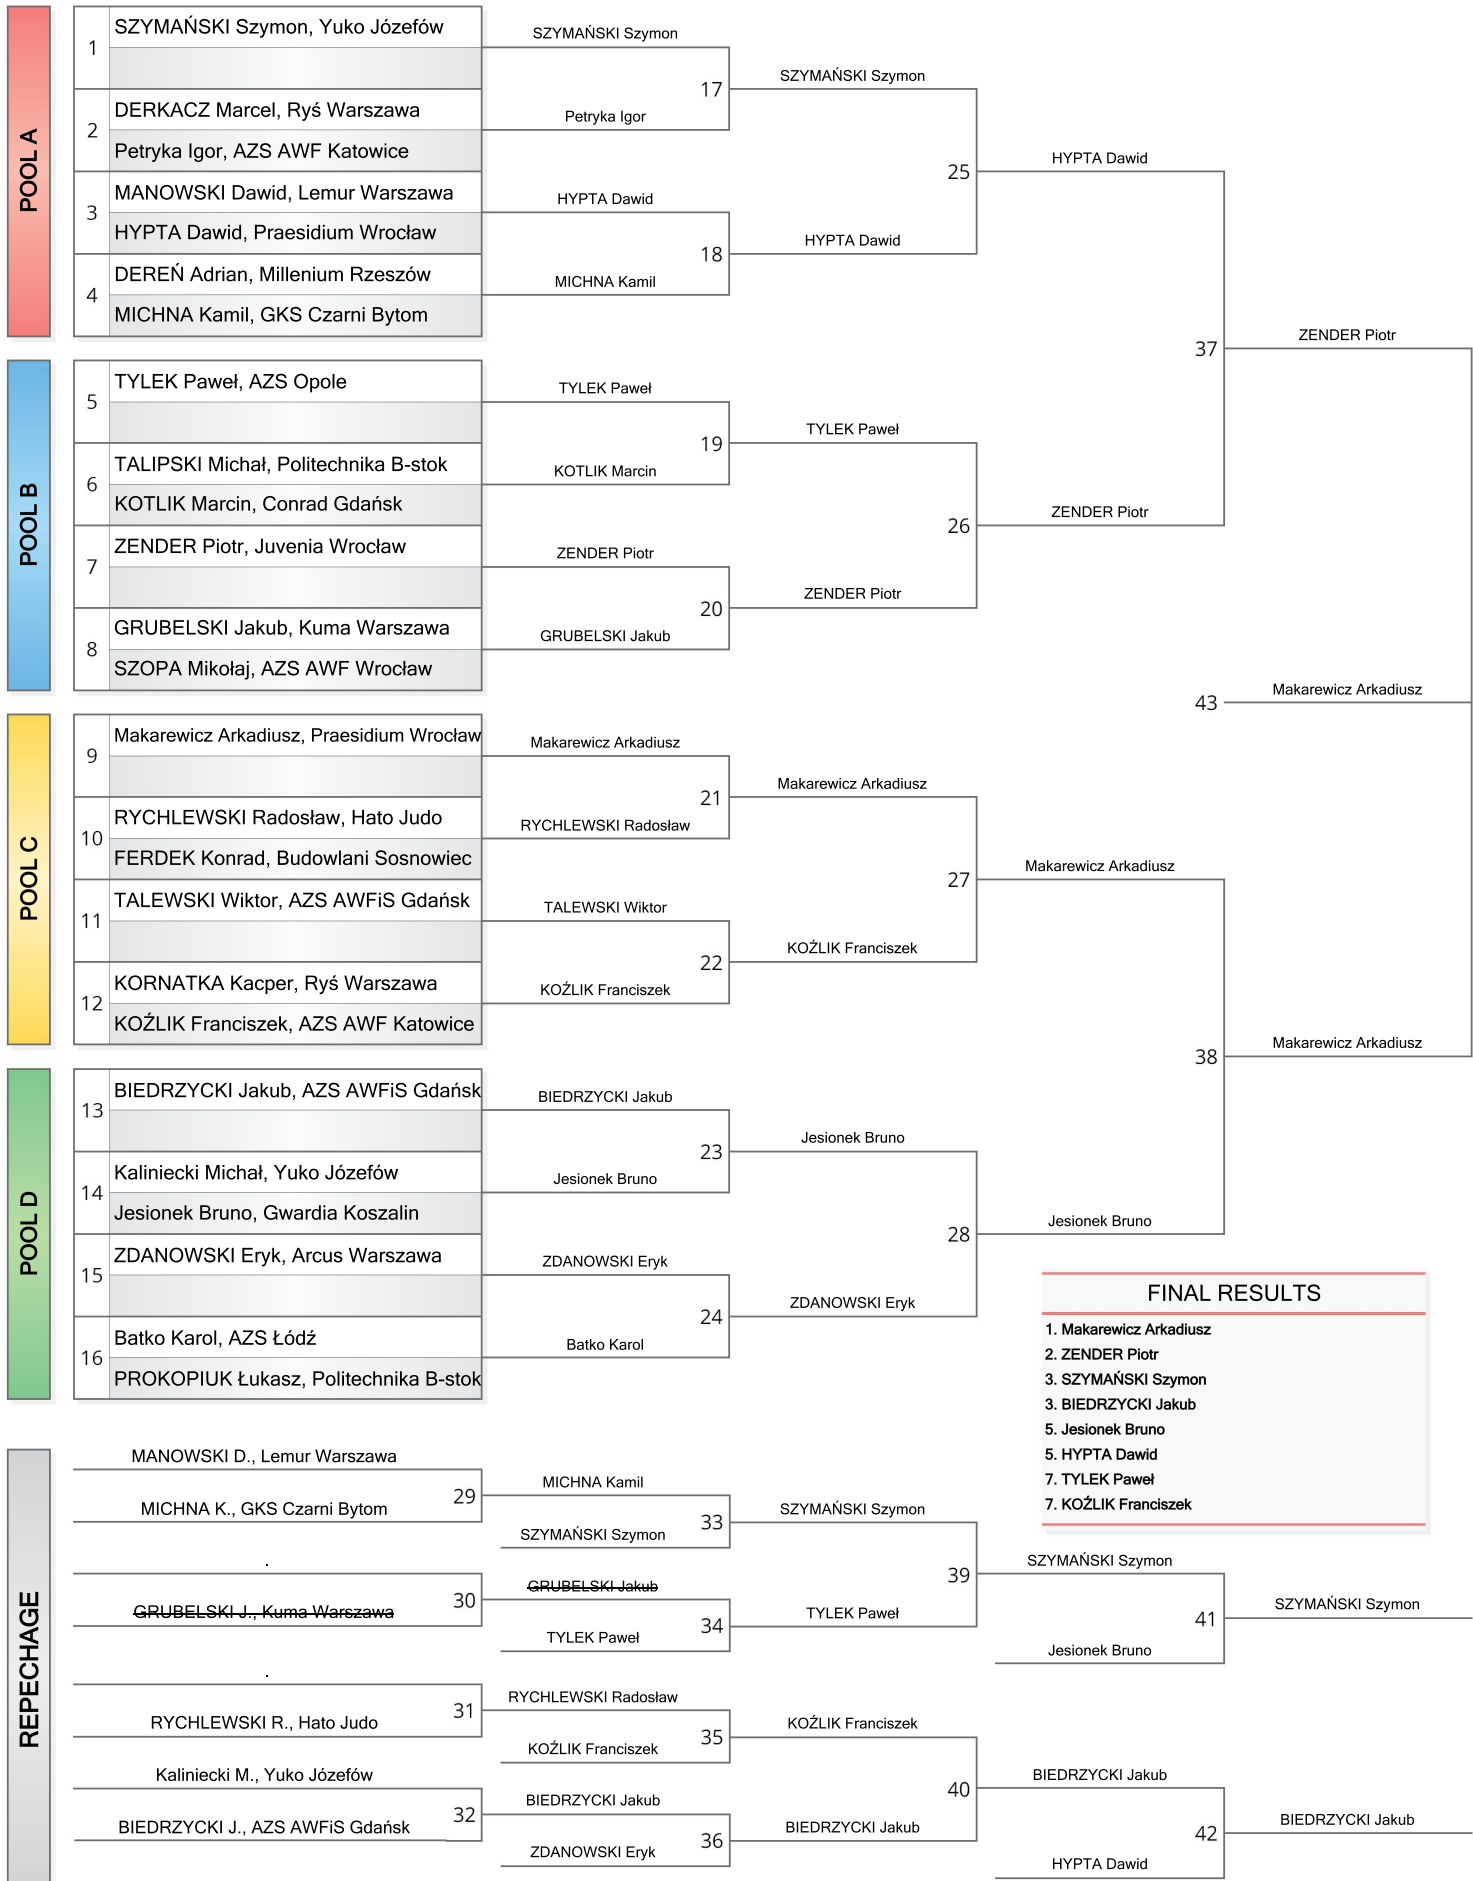 POOL A
1
SZYMAŃSKI Szymon, Yuko Józefów
2
DERKACZ Marcel, Ryś Warszawa
Petryka Igor, AZS AWF Katowice
3
MANOWSKI Dawid, Lemur Warszawa
HYPTA Dawid, Praesidium Wrocław
4
DEREŃ Adrian, Millenium Rzeszów
MICHNA Kamil, GKS Czarni Bytom
SZYMAŃSKI Szymon
17
Petryka Igor
HYPTA Dawid
18
MICHNA Kamil
SZYMAŃSKI Szymon
25
HYPTA Dawid
HYPTA Dawid
POOL B
5
TYLEK Paweł, AZS Opole
6
TALIPSKI Michał, Politechnika B-stok
KOTLIK Marcin, Conrad Gdańsk
7
ZENDER Piotr, Juvenia Wrocław
8
GRUBELSKI Jakub, Kuma Warszawa
SZOPA Mikołaj, AZS AWF Wrocław
TYLEK Paweł
19
KOTLIK Marcin
ZENDER Piotr
20
GRUBELSKI Jakub
TYLEK Paweł
26
ZENDER Piotr
ZENDER Piotr
37
ZENDER Piotr
43
Makarewicz Arkadiusz
POOL C
9
Makarewicz Arkadiusz, Praesidium Wrocław
10
RYCHLEWSKI Radosław, Hato Judo
FERDEK Konrad, Budowlani Sosnowiec
11
TALEWSKI Wiktor, AZS AWFiS Gdańsk
12
KORNATKA Kacper, Ryś Warszawa
KOŹLIK Franciszek, AZS AWF Katowice
Makarewicz Arkadiusz
21
RYCHLEWSKI Radosław
TALEWSKI Wiktor
22
KOŹLIK Franciszek
Makarewicz Arkadiusz
27
KOŹLIK Franciszek
Makarewicz Arkadiusz
38
Makarewicz Arkadiusz
POOL D
13
BIEDRZYCKI Jakub, AZS AWFiS Gdańsk
14
Kaliniecki Michał, Yuko Józefów
Jesionek Bruno, Gwardia Koszalin
15
ZDANOWSKI Eryk, Arcus Warszawa
16
Batko Karol, AZS Łódź
PROKOPIUK Łukasz, Politechnika B-stok
BIEDRZYCKI Jakub
23
Jesionek Bruno
ZDANOWSKI Eryk
24
Batko Karol
Jesionek Bruno
28
ZDANOWSKI Eryk
Jesionek Bruno
FINAL RESULTS
1. Makarewicz Arkadiusz
2. ZENDER Piotr
3. SZYMAŃSKI Szymon
3. BIEDRZYCKI Jakub
5. Jesionek Bruno
5. HYPTA Dawid
7. TYLEK Paweł
7. KOŹLIK Franciszek
REPECHAGE
MANOWSKI D., Lemur Warszawa
29
MICHNA K., GKS Czarni Bytom
.
30
GRUBELSKI J., Kuma Warszawa
.
31
RYCHLEWSKI R., Hato Judo
Kaliniecki M., Yuko Józefów
32
BIEDRZYCKI J., AZS AWFiS Gdańsk
MICHNA Kamil
33
SZYMAŃSKI Szymon
GRUBELSKI Jakub
34
TYLEK Paweł
RYCHLEWSKI Radosław
35
KOŹLIK Franciszek
BIEDRZYCKI Jakub
36
ZDANOWSKI Eryk
SZYMAŃSKI Szymon
39
TYLEK Paweł
KOŹLIK Franciszek
40
BIEDRZYCKI Jakub
SZYMAŃSKI Szymon
41
Jesionek Bruno
BIEDRZYCKI Jakub
42
HYPTA Dawid
SZYMAŃSKI Szymon
BIEDRZYCKI Jakub